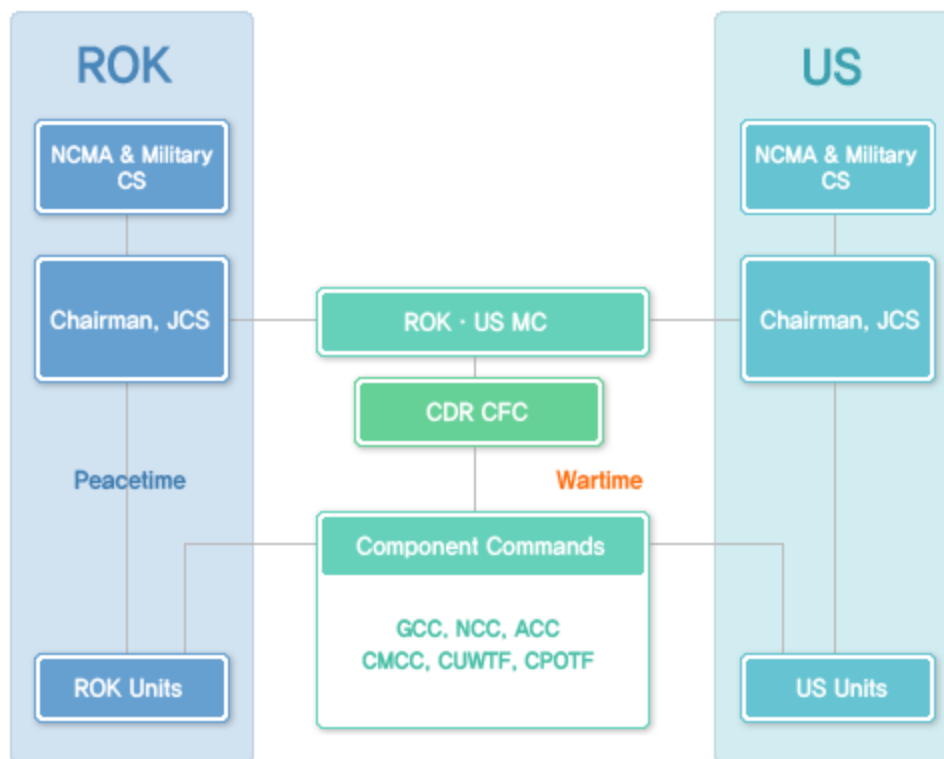 ROK
US
NCMA & Military
CS
NCMA & Military
CS
Chairman, JCS
ROK · US MC
Chairman, JCS
CDR CFC
Peacetime
Wartime
Component Commands
GCC, NCC, ACC
CMCC, CUWTF, CPOTF
ROK Units
US Units